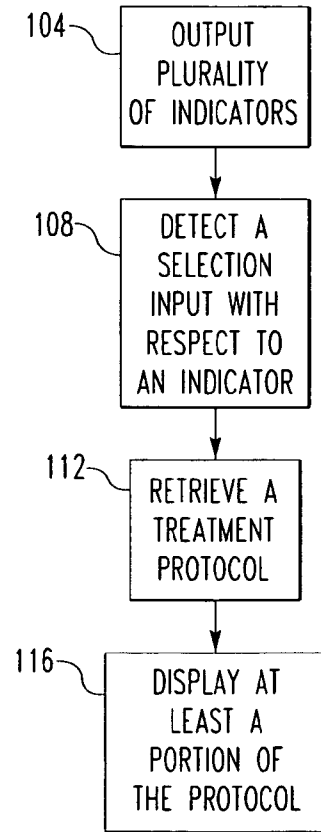 104
OUTPUT
PLURALITY
OF INDICATORS
108
DETECT A
SELECTION
INPUT WITH
RESPECT TO
AN INDICATOR
112
RETRIEVE A
TREATMENT
PROTOCOL
116
DISPLAY AT
LEAST A
PORTION OF
THE PROTOCOL